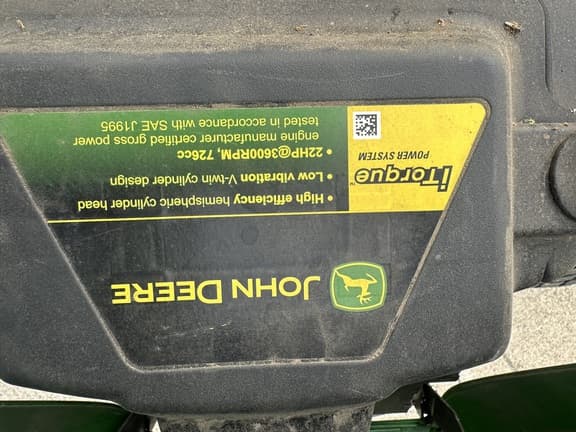 JOHN DEERE
iTorque™
POWER SYSTEM
• High efficiency hemispheric cylinder head
• Low vibration V-twin cylinder design
• 22HP@3600RPM, 726cc
engine manufacturer certified gross power
tested in accordance with SAE J1995